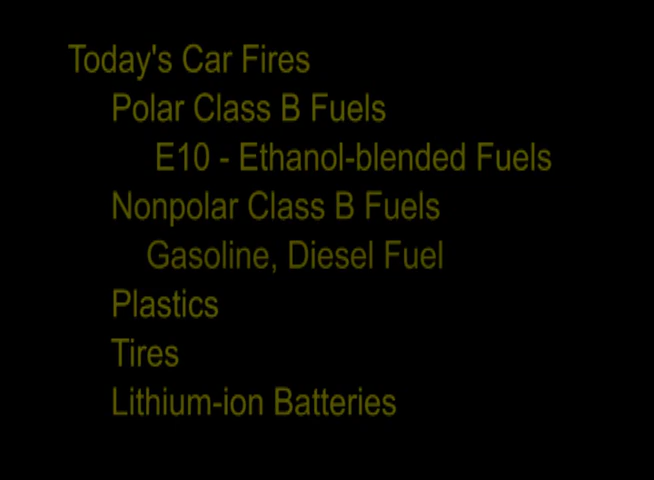 Today's Car Fires
Polar Class B Fuels
E10 - Ethanol-blended Fuels
Nonpolar Class B Fuels
Gasoline, Diesel Fuel
Plastics
Tires
Lithium-ion Batteries